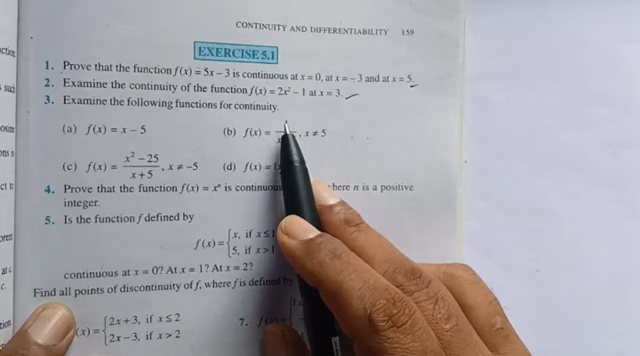 CONTINUITY AND DIFFERENTIABILITY 159
EXERCISE 5.1
1. Prove that the function f(x) = 5x – 3 is continuous at x = 0, at x = – 3 and at x = 5.
2. Examine the continuity of the function f(x) = 2x² – 1 at x = 3.
3. Examine the following functions for continuity.
(a) f(x) = x – 5 (b) f(x) = , x ≠ 5
(c) f(x) = (x² – 25)/(x + 5), x ≠ –5 (d) f(x) =
4. Prove that the function f(x) = xⁿ is continuous where n is a positive
integer.
5. Is the function f defined by
f(x) = { x, if x ≤ 1
5, if x > 1
continuous at x = 0? At x = 1? At x = 2?
Find all points of discontinuity of f, where f is defined by
(x) = { 2x + 3, if x ≤ 2
2x – 3, if x > 2
7.